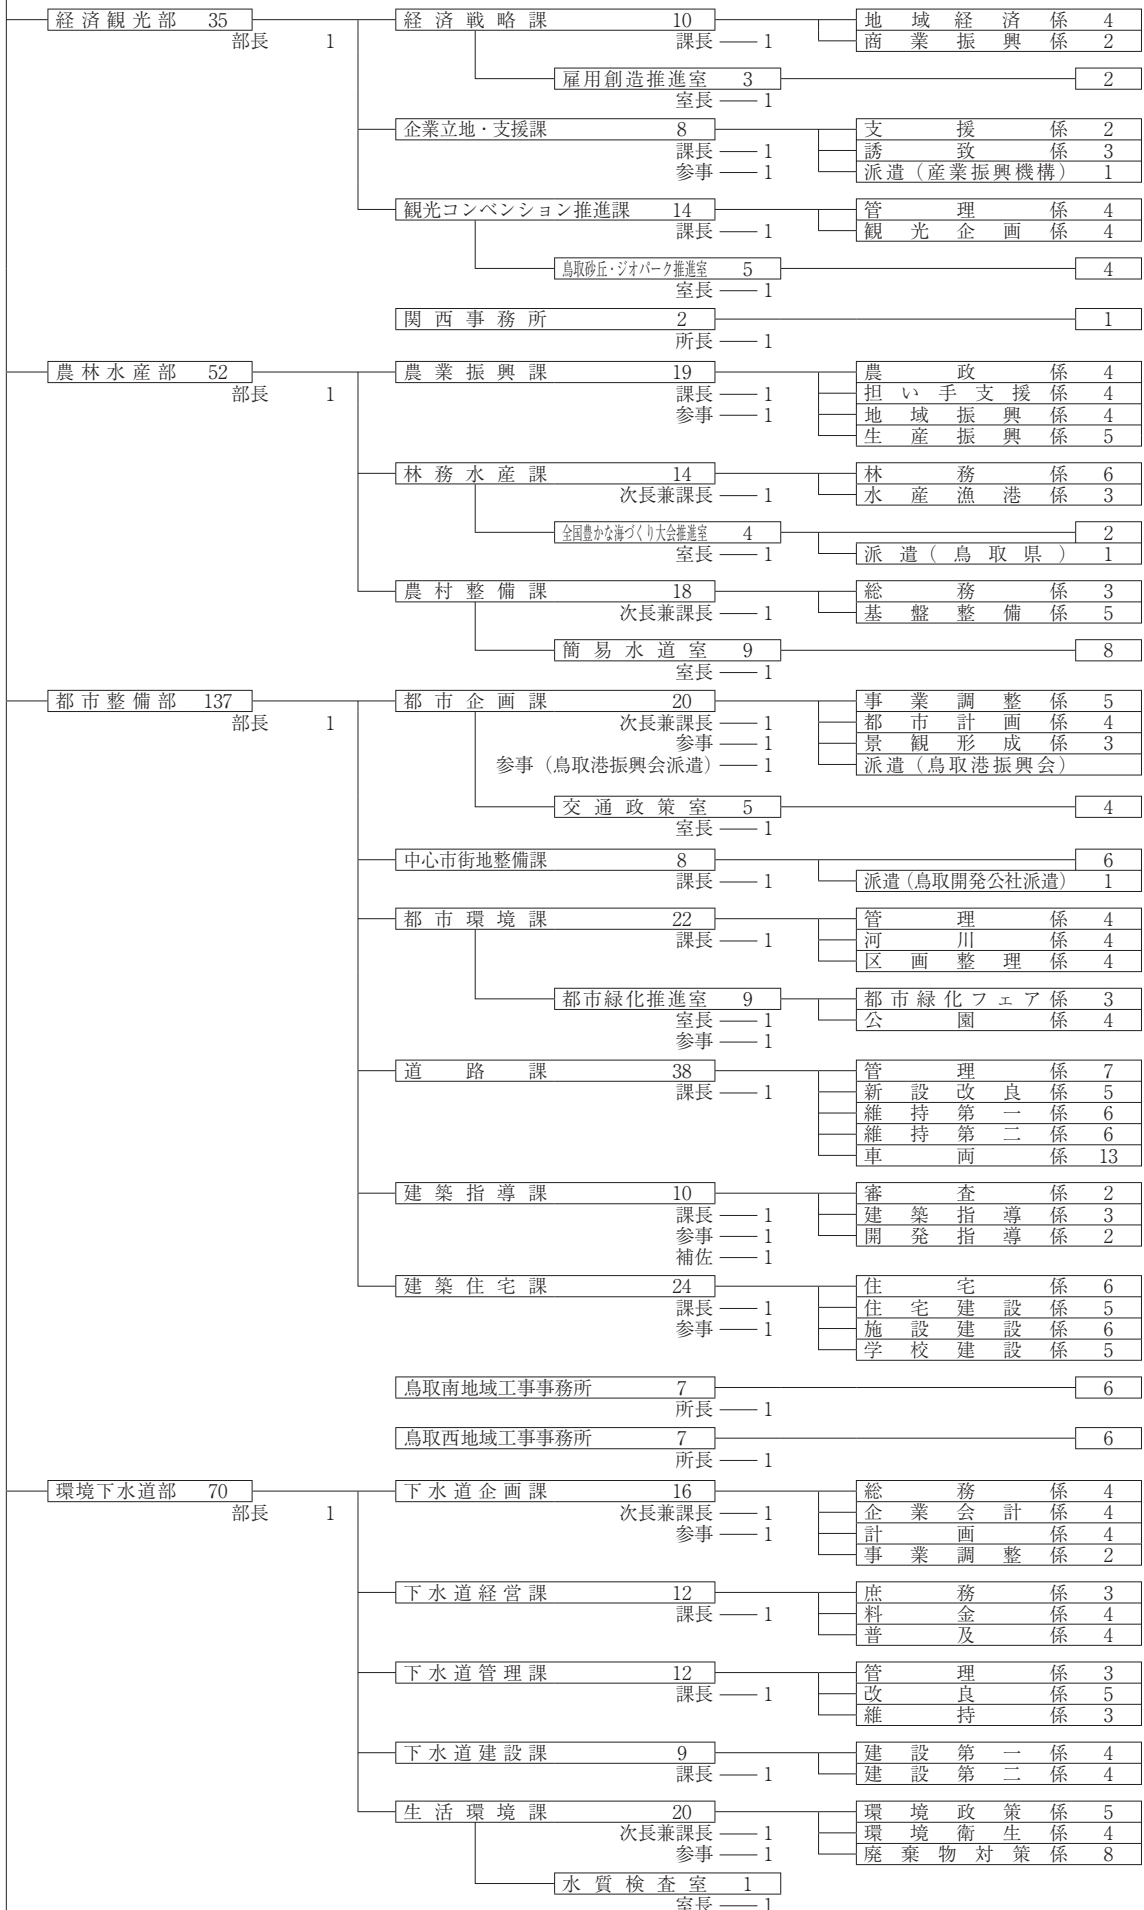 経済観光部 35 経済戦略課 10 地域経済係 4
部長 1 課長 1 商業振興係 2
雇用創造推進室 3 2
室長 1
企業立地・支援課 8 支援係 2
課長 1 誘致係 3
参事 1 派遣(産業振興機構) 1
観光コンベンション推進課 14 管理係 4
課長 1 観光企画係 4
鳥取砂丘・ジオパーク推進室 5 4
室長 1
関西事務所 2 1
所長 1
農林水産部 52 農業振興課 19 農政係 4
部長 1 課長 1 担い手支援係 4
参事 1 地域振興係 4
生産振興係 5
林務水産課 14 林務係 6
次長兼課長 1 水産漁港係 3
全国豊かな海づくり大会推進室 4 2
室長 1 派遣(鳥取県) 1
農村整備課 18 総務係 3
次長兼課長 1 基盤整備係 5
簡易水道室 9 8
室長 1
都市整備部 137 都市企画課 20 事業調整係 5
部長 1 次長兼課長 1 都市計画係 4
参事 1 景観形成係 3
参事(鳥取港振興会派遣) 1 派遣(鳥取港振興会)
交通政策室 5 4
室長 1
中心市街地整備課 8 6
課長 1 派遣(鳥取開発公社派遣) 1
都市環境課 22 管理係 4
課長 1 河川係 4
区画整理係 4
都市緑化推進室 9 都市緑化フェア係 3
室長 1 公園係 4
参事 1
道路課 38 管理係 7
課長 1 新設改良係 5
維持第一係 6
維持第二係 6
車両係 13
建築指導課 10 審査係 2
課長 1 建築指導係 3
参事 1 開発指導係 2
補佐 1
建築住宅課 24 住宅係 6
課長 1 住宅建設係 5
参事 1 施設建設係 6
学校建設係 5
鳥取南地域工事事務所 7 6
所長 1
鳥取西地域工事事務所 7 6
所長 1
環境下水道部 70 下水道企画課 16 総務係 4
部長 1 次長兼課長 1 企業会計係 4
参事 1 計画係 4
事業調整係 2
下水道経営課 12 庶務係 3
課長 1 料金係 4
普及係 4
下水道管理課 12 管理係 3
課長 1 改良係 5
維持係 3
下水道建設課 9 建設第一係 4
課長 1 建設第二係 4
生活環境課 20 環境政策係 5
次長兼課長 1 環境衛生係 4
参事 1 廃棄物対策係 8
水質検査室 1
室長 1